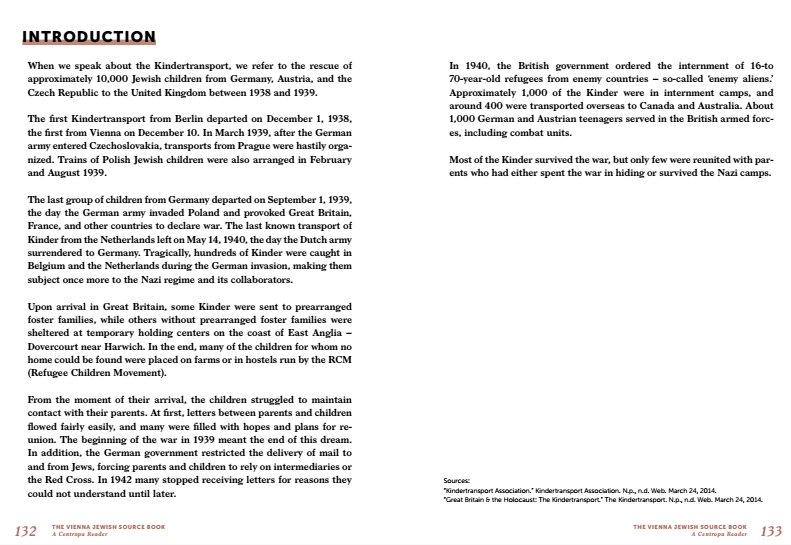 INTRODUCTION
When we speak about the Kindertransport, we refer to the rescue of
approximately 10,000 Jewish children from Germany, Austria, and the
Czech Republic to the United Kingdom between 1938 and 1939.
The first Kindertransport from Berlin departed on December 1, 1938,
the first from Vienna on December 10. In March 1939, after the German
army entered Czechoslovakia, transports from Prague were hastily orga-
nized. Trains of Polish Jewish children were also arranged in February
and August 1939.
The last group of children from Germany departed on September 1, 1939,
the day the German army invaded Poland and provoked Great Britain,
France, and other countries to declare war. The last known transport of
Kinder from the Netherlands left on May 14, 1940, the day the Dutch army
surrendered to Germany. Tragically, hundreds of Kinder were caught in
Belgium and the Netherlands during the German invasion, making them
subject once more to the Nazi regime and its collaborators.
Upon arrival in Great Britain, some Kinder were sent to prearranged
foster families, while others without prearranged foster families were
sheltered at temporary holding centers on the coast of East Anglia –
Dovercourt near Harwich. In the end, many of the children for whom no
home could be found were placed on farms or in hostels run by the RCM
(Refugee Children Movement).
From the moment of their arrival, the children struggled to maintain
contact with their parents. At first, letters between parents and children
flowed fairly easily, and many were filled with hopes and plans for re-
union. The beginning of the war in 1939 meant the end of this dream.
In addition, the German government restricted the delivery of mail to
and from Jews, forcing parents and children to rely on intermediaries or
the Red Cross. In 1942 many stopped receiving letters for reasons they
could not understand until later.
132 THE VIENNA JEWISH SOURCE BOOK
A Centropa Reader
In 1940, the British government ordered the internment of 16-to
70-year-old refugees from enemy countries – so-called ‘enemy aliens.’
Approximately 1,000 of the Kinder were in internment camps, and
around 400 were transported overseas to Canada and Australia. About
1,000 German and Austrian teenagers served in the British armed forc-
es, including combat units.
Most of the Kinder survived the war, but only few were reunited with par-
ents who had either spent the war in hiding or survived the Nazi camps.
Sources:
"Kindertransport Association." Kindertransport Association. N.p., n.d. Web. March 24, 2014.
"Great Britain & the Holocaust: The Kindertransport." The Kindertransport. N.p., n.d. Web. March 24, 2014.
THE VIENNA JEWISH SOURCE BOOK 133
A Centropa Reader